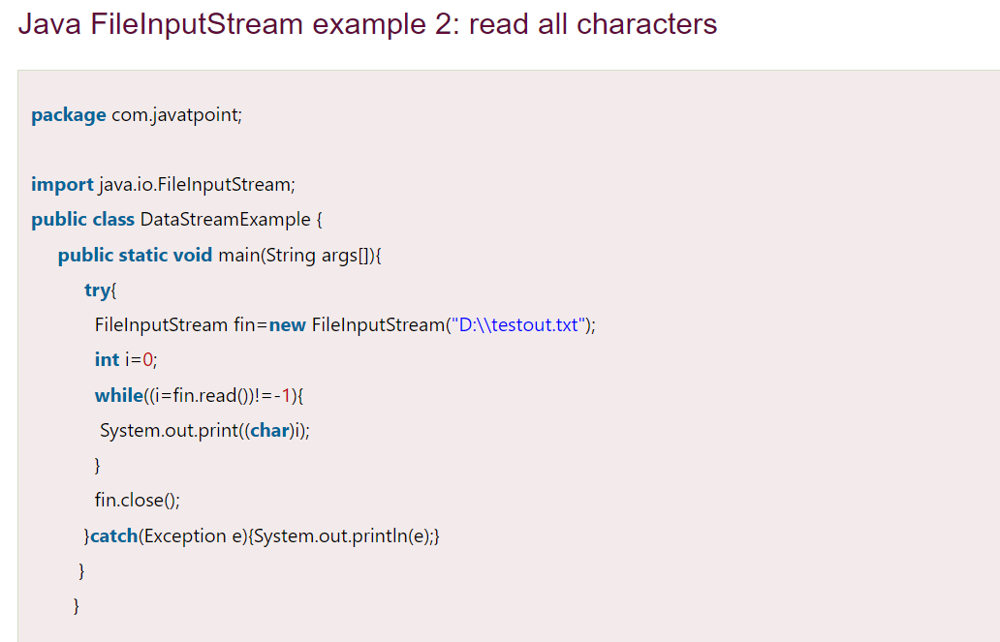 Java FileInputStream example 2: read all characters
package com.javatpoint;
import java.io.FileInputStream;
public class DataStreamExample {
public static void main(String args[]){
try{
FileInputStream fin=new FileInputStream("D:\\testout.txt");
int i=0;
while((i=fin.read())!=-1){
System.out.print((char)i);
}
fin.close();
}catch(Exception e){System.out.println(e);}
}
}